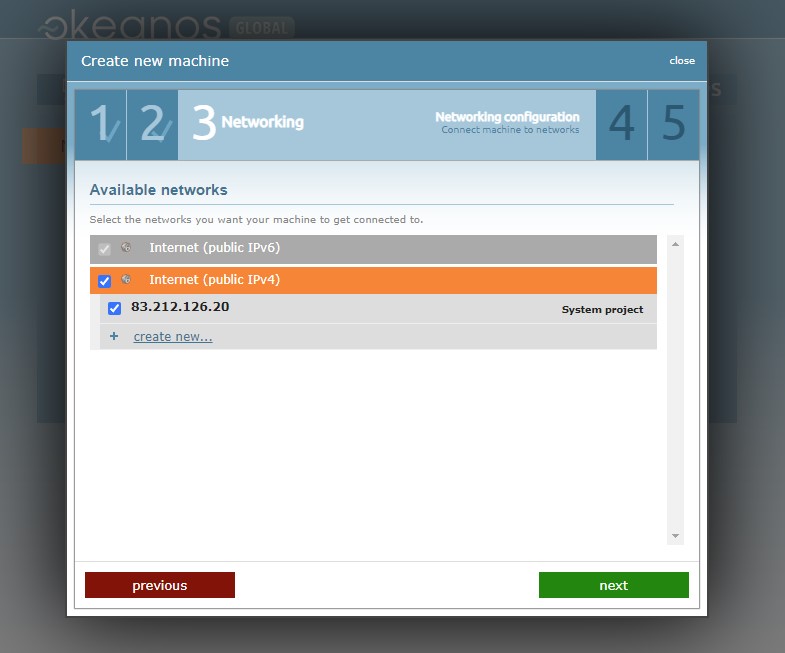 okeanos GLOBAL
Create new machine
close
1 2 3 Networking
Networking configuration
Connect machine to networks
4 5
Available networks
Select the networks you want your machine to get connected to.
Internet (public IPv6)
Internet (public IPv4)
83.212.126.20
System project
+ create new...
previous
next